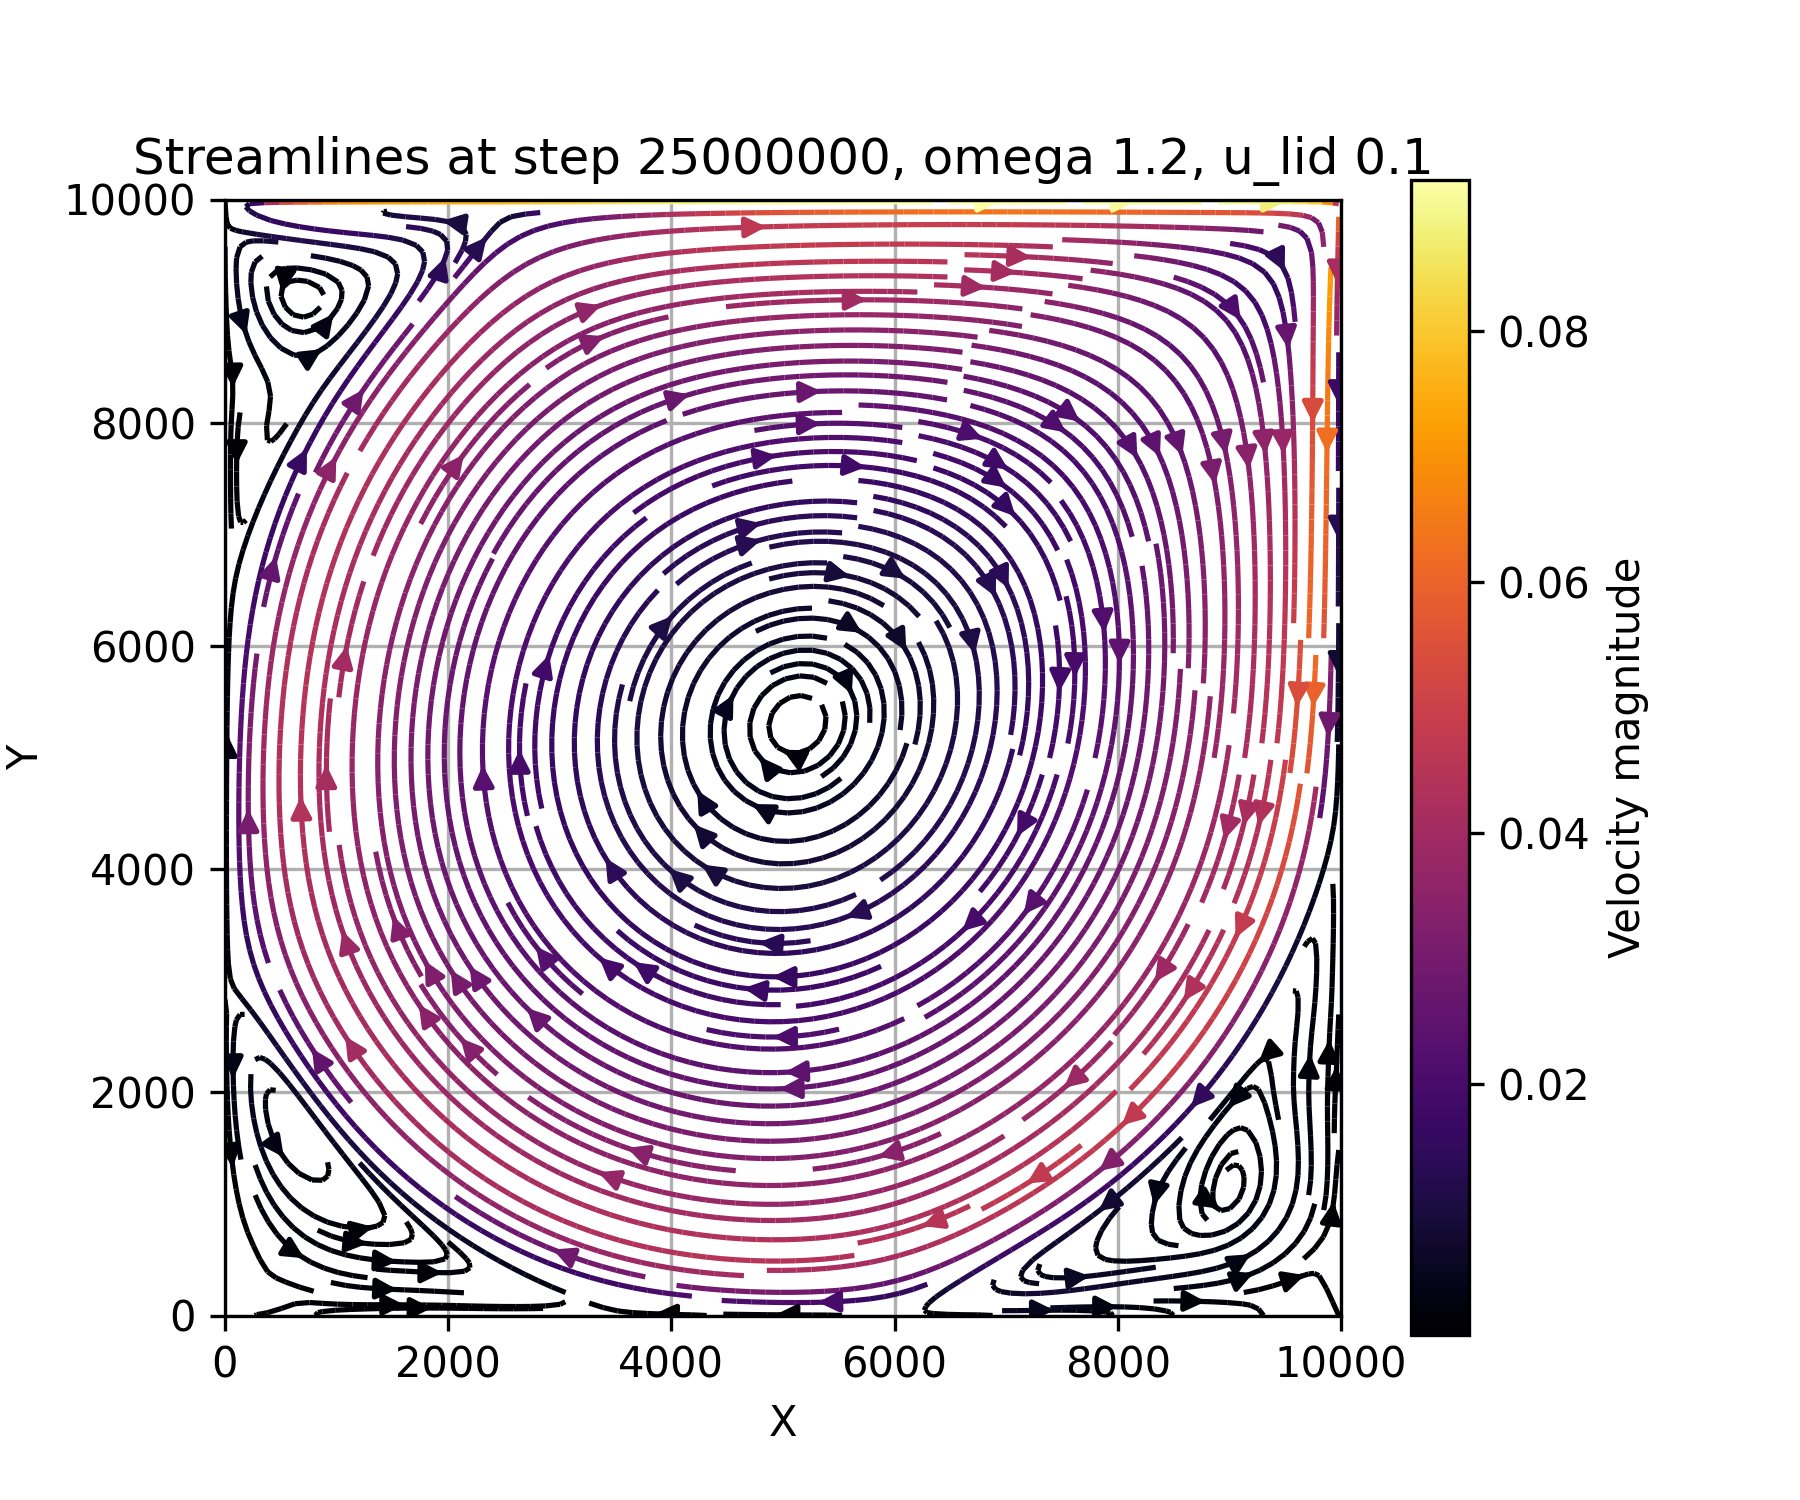 Streamlines at step 25000000, omega 1.2, u_lid 0.1
10000
8000
6000
4000
2000
0
Y
0 2000 4000 6000 8000 10000
X
0.08
0.06
0.04
0.02
Velocity magnitude